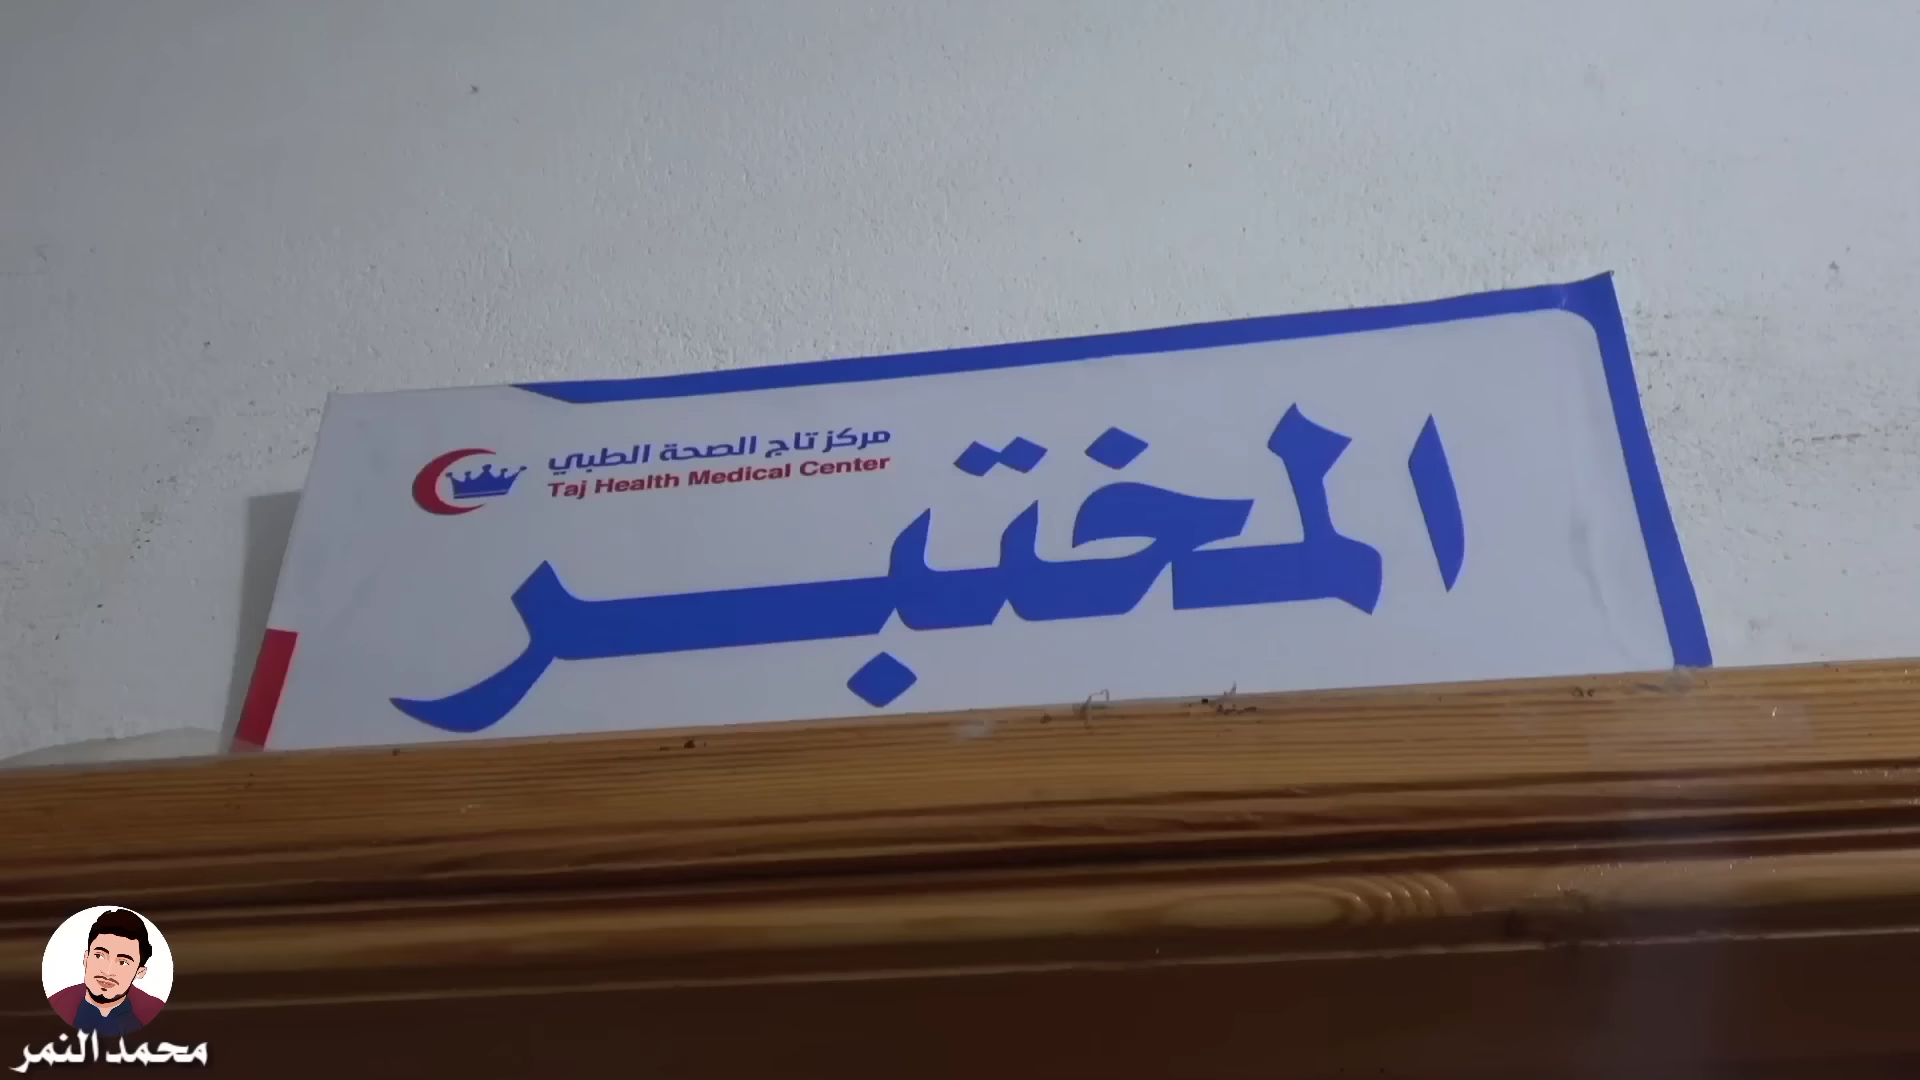 مركز تاج الصحة الطبي
Taj Health Medical Center
المختبر
محمد النمر